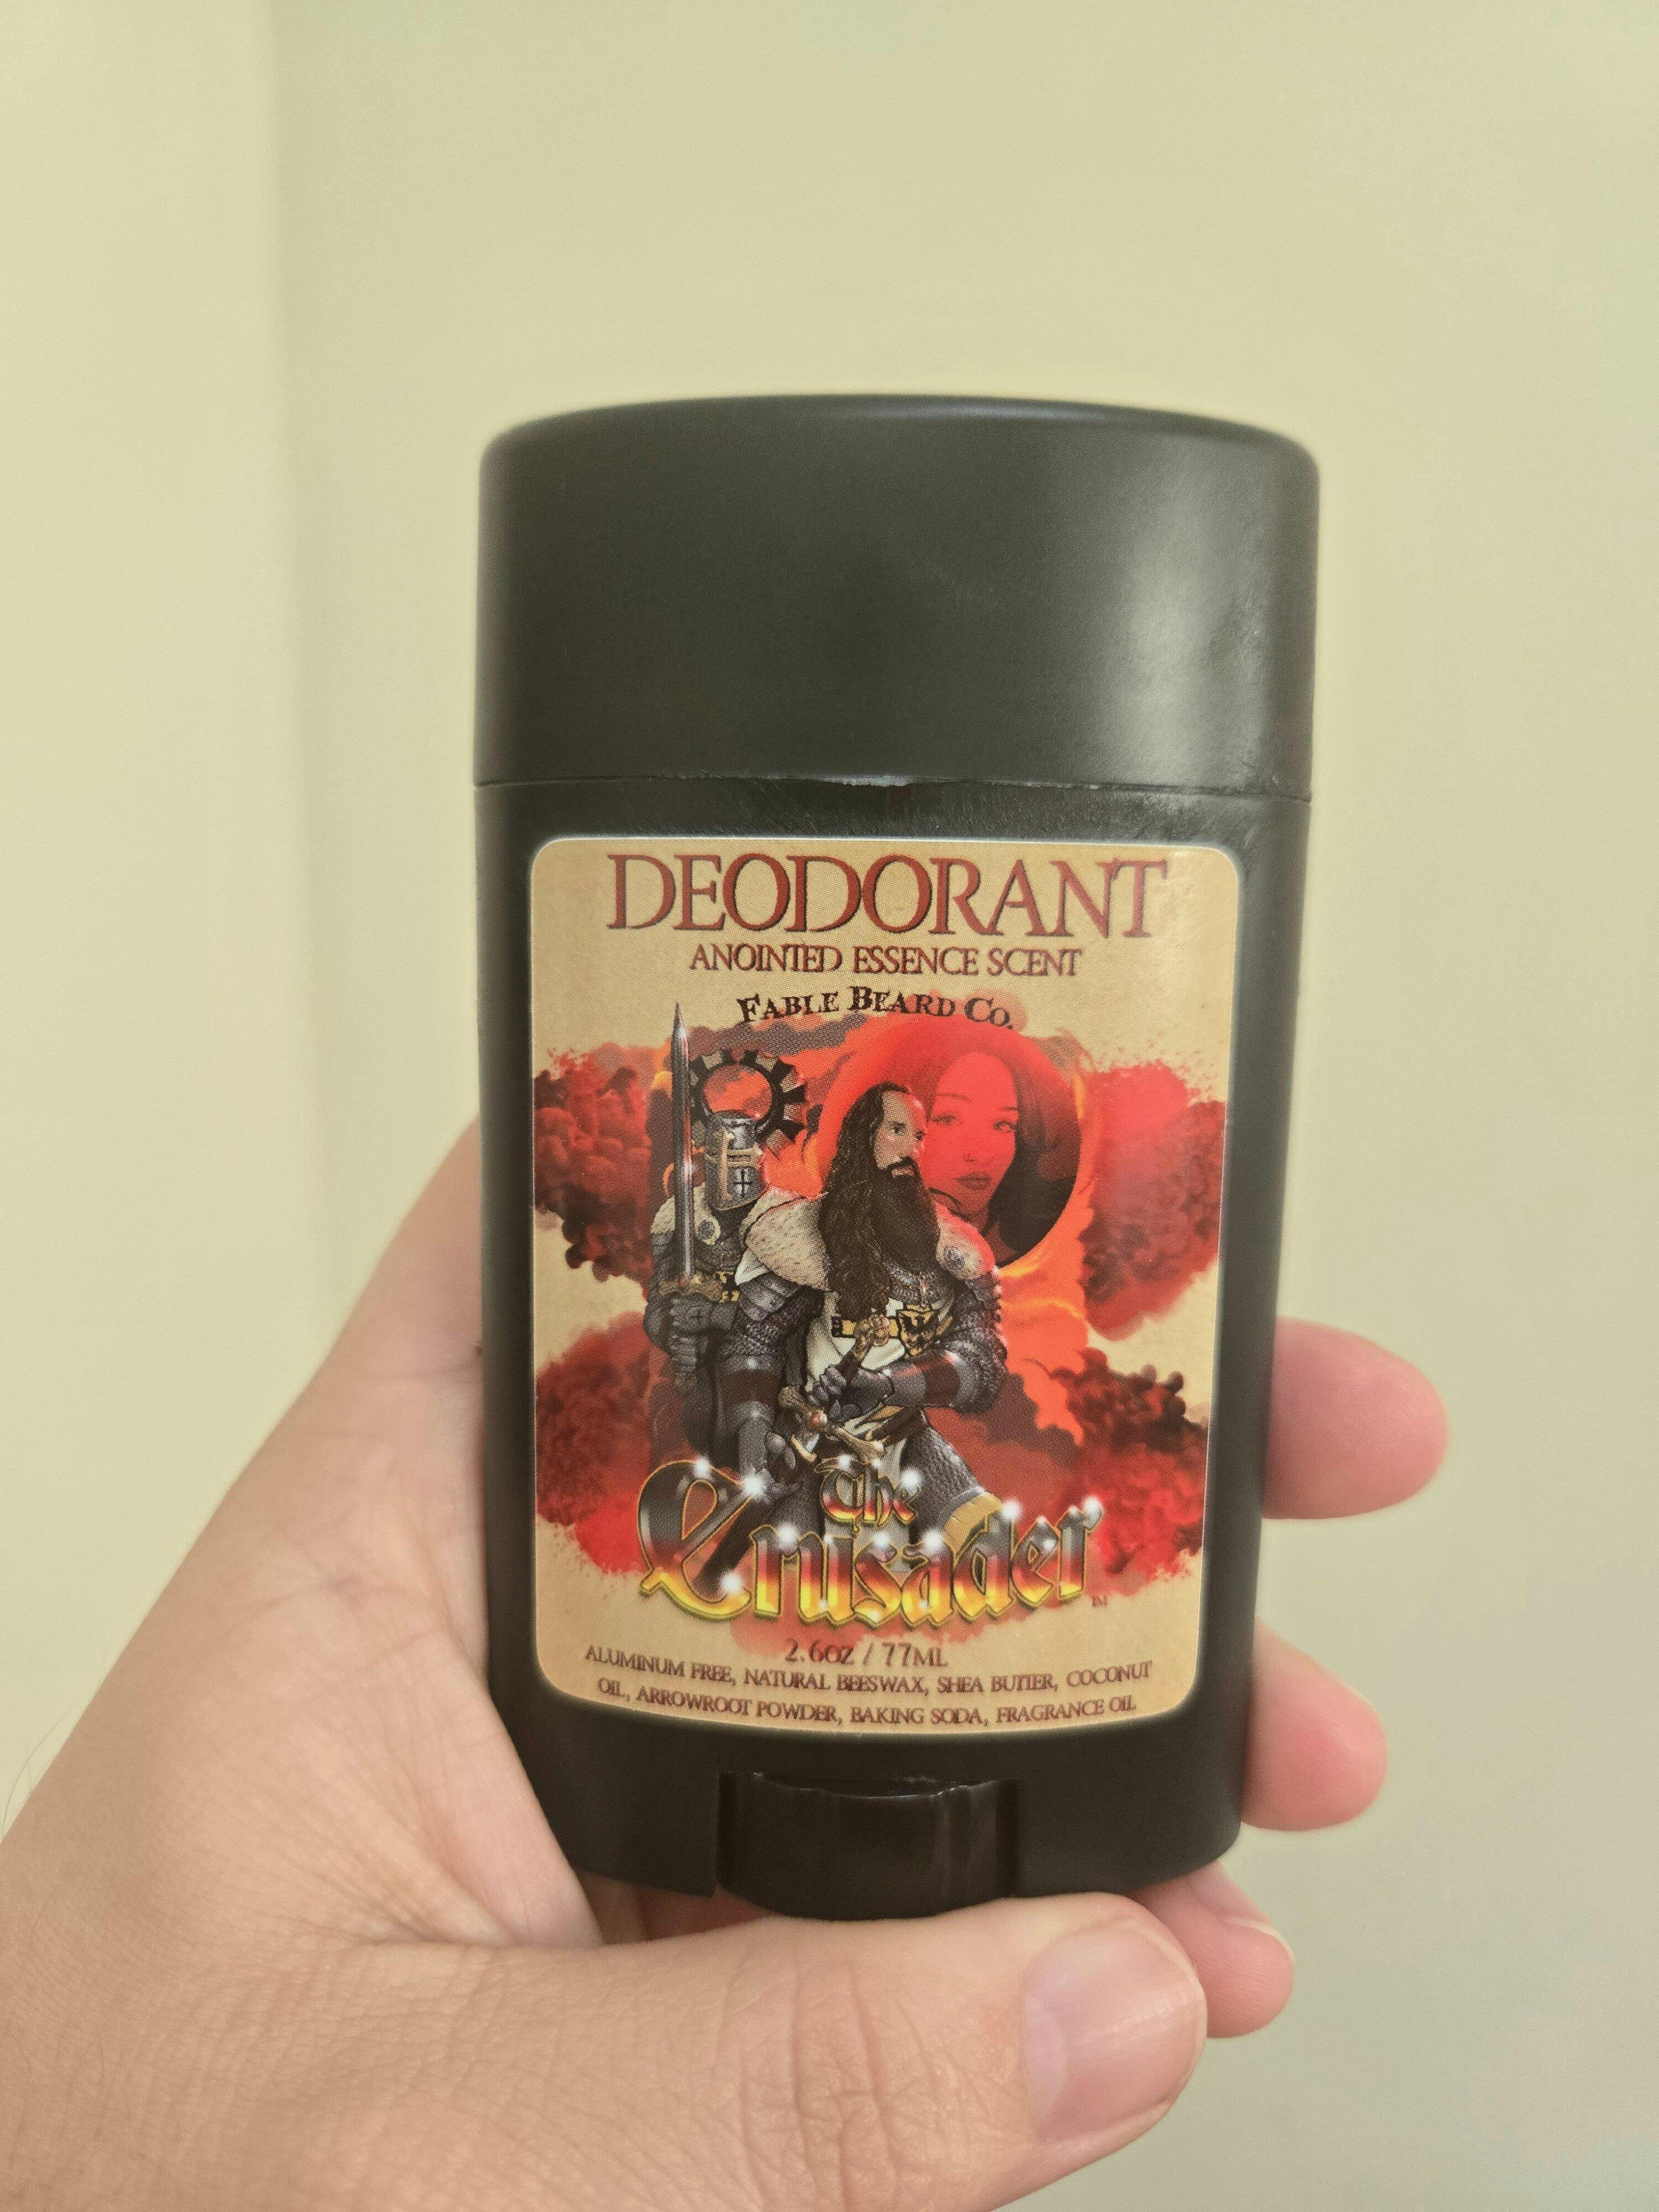 DEODORANT
ANOINTED ESSENCE SCENT
FABLE BEARD CO.
The
Crusader™
2.6OZ / 77ML
ALUMINUM FREE, NATURAL BEESWAX, SHEA BUTTER, COCONUT
OIL, ARROWROOT POWDER, BAKING SODA, FRAGRANCE OIL